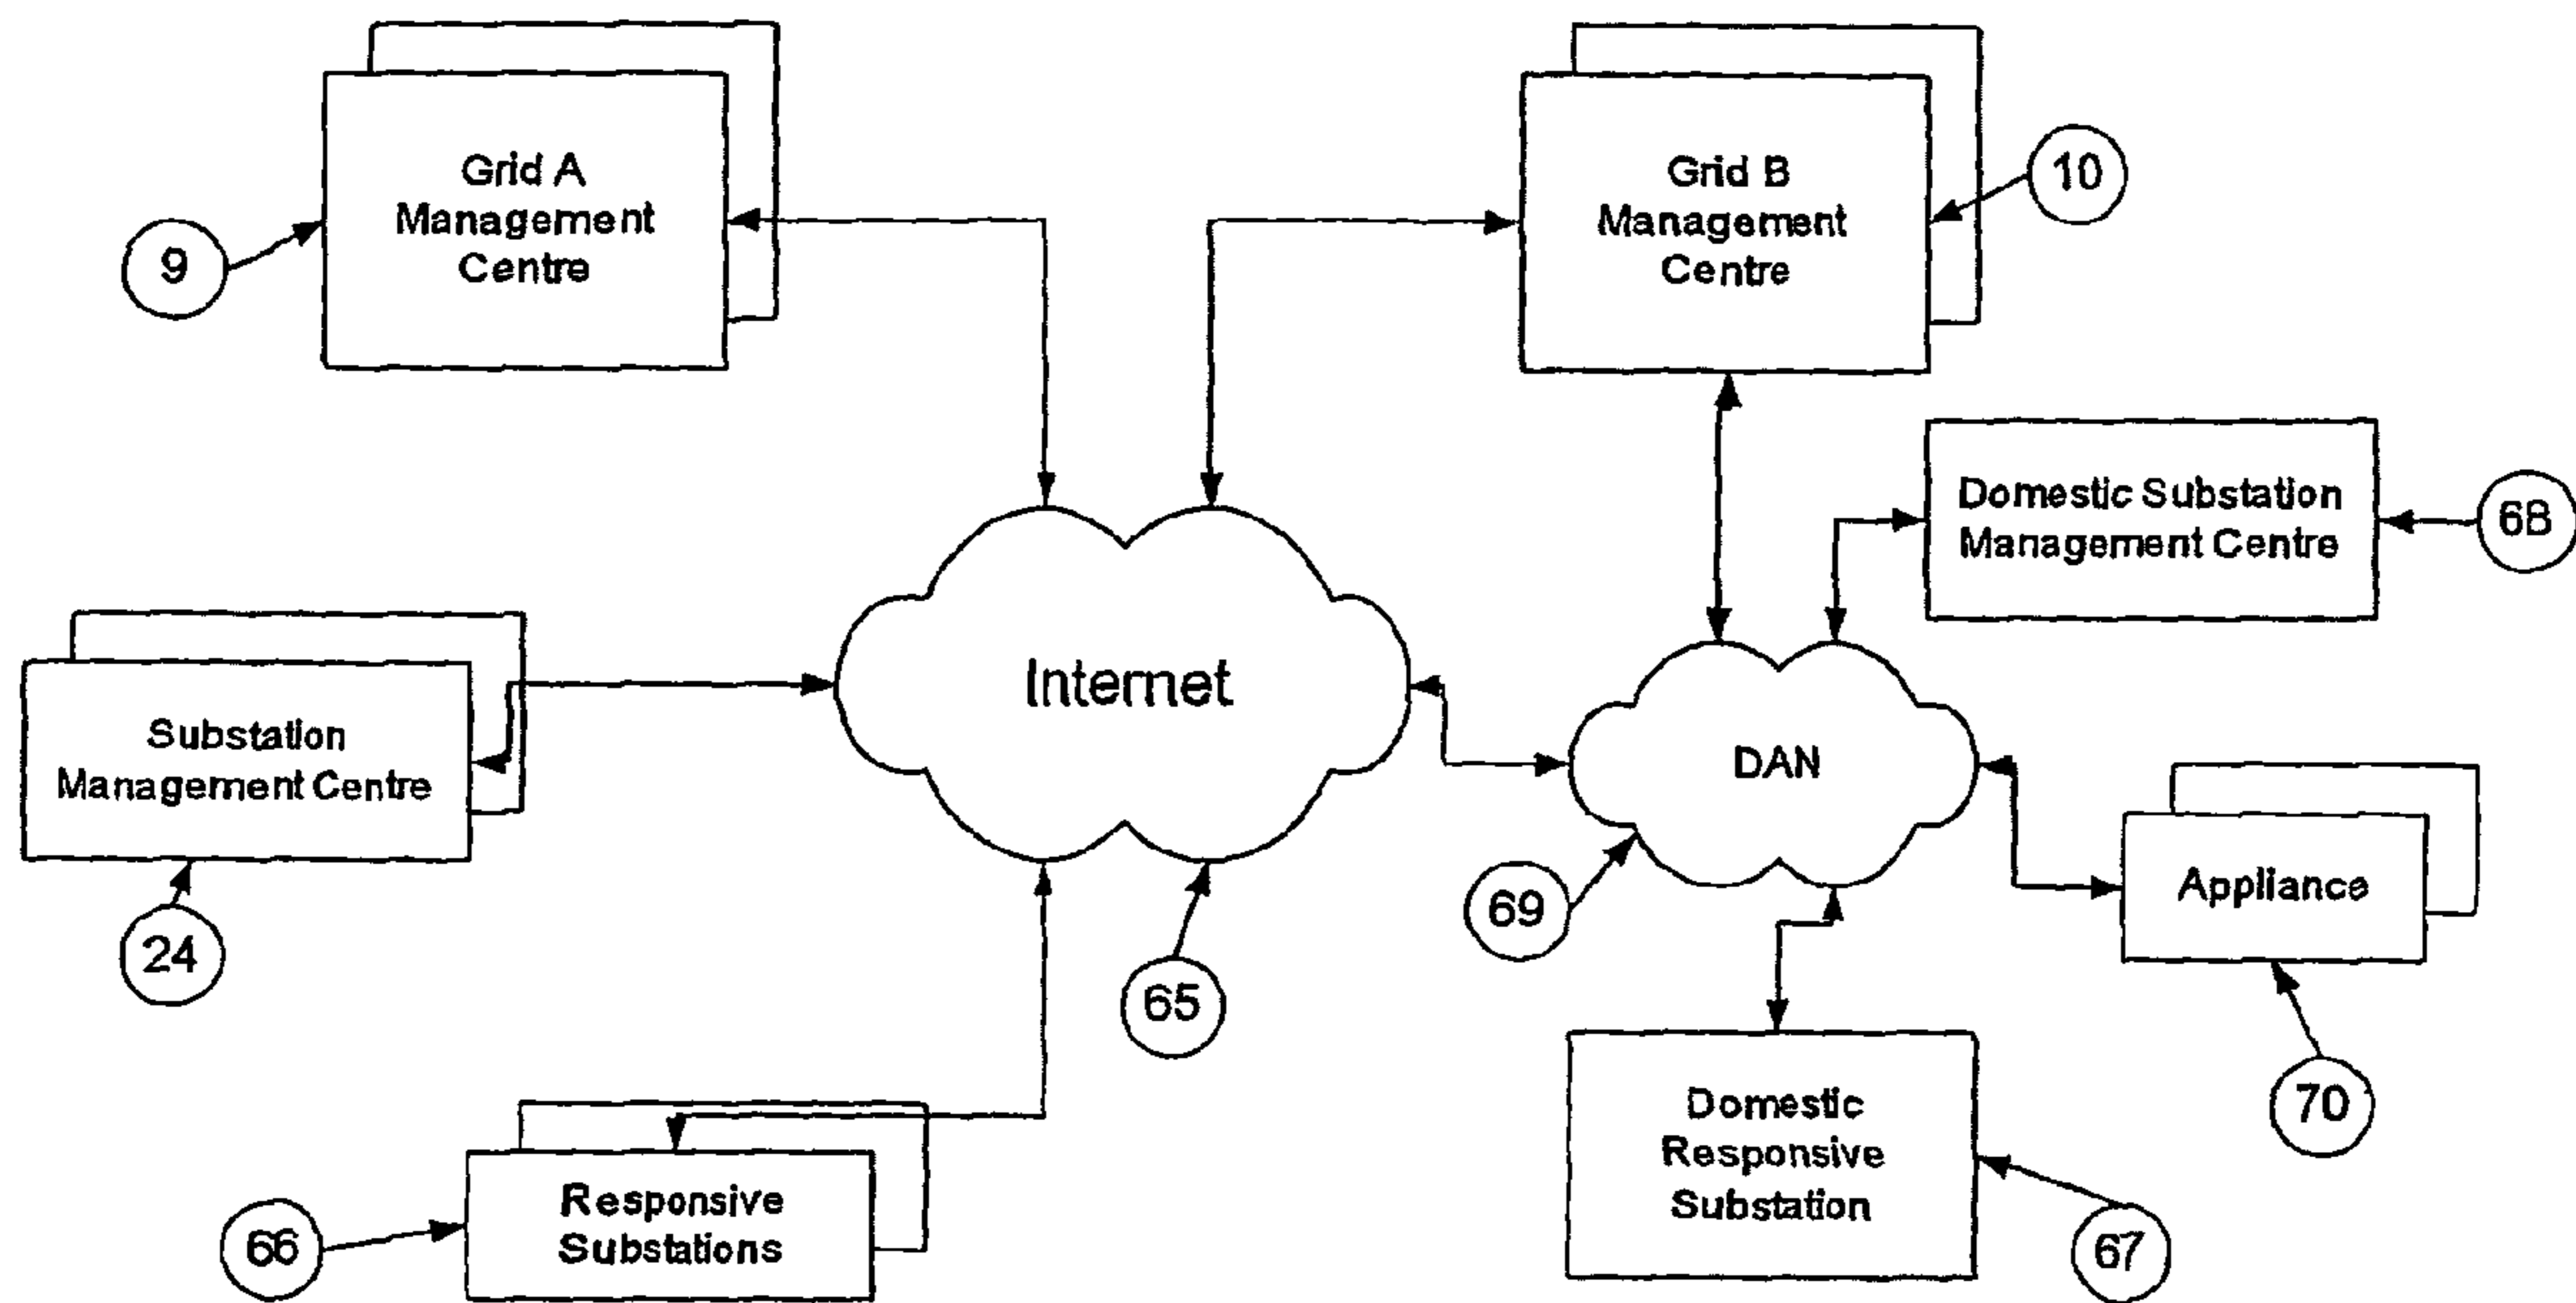 Grid A
Management
Centre
9
Grid B
Management
Centre
10
Domestic Substation
Management Centre
68
Internet
Substation
Management Centre
24
DAN
69
Appliance
70
65
Domestic
Responsive
Substation
67
Responsive
Substations
66